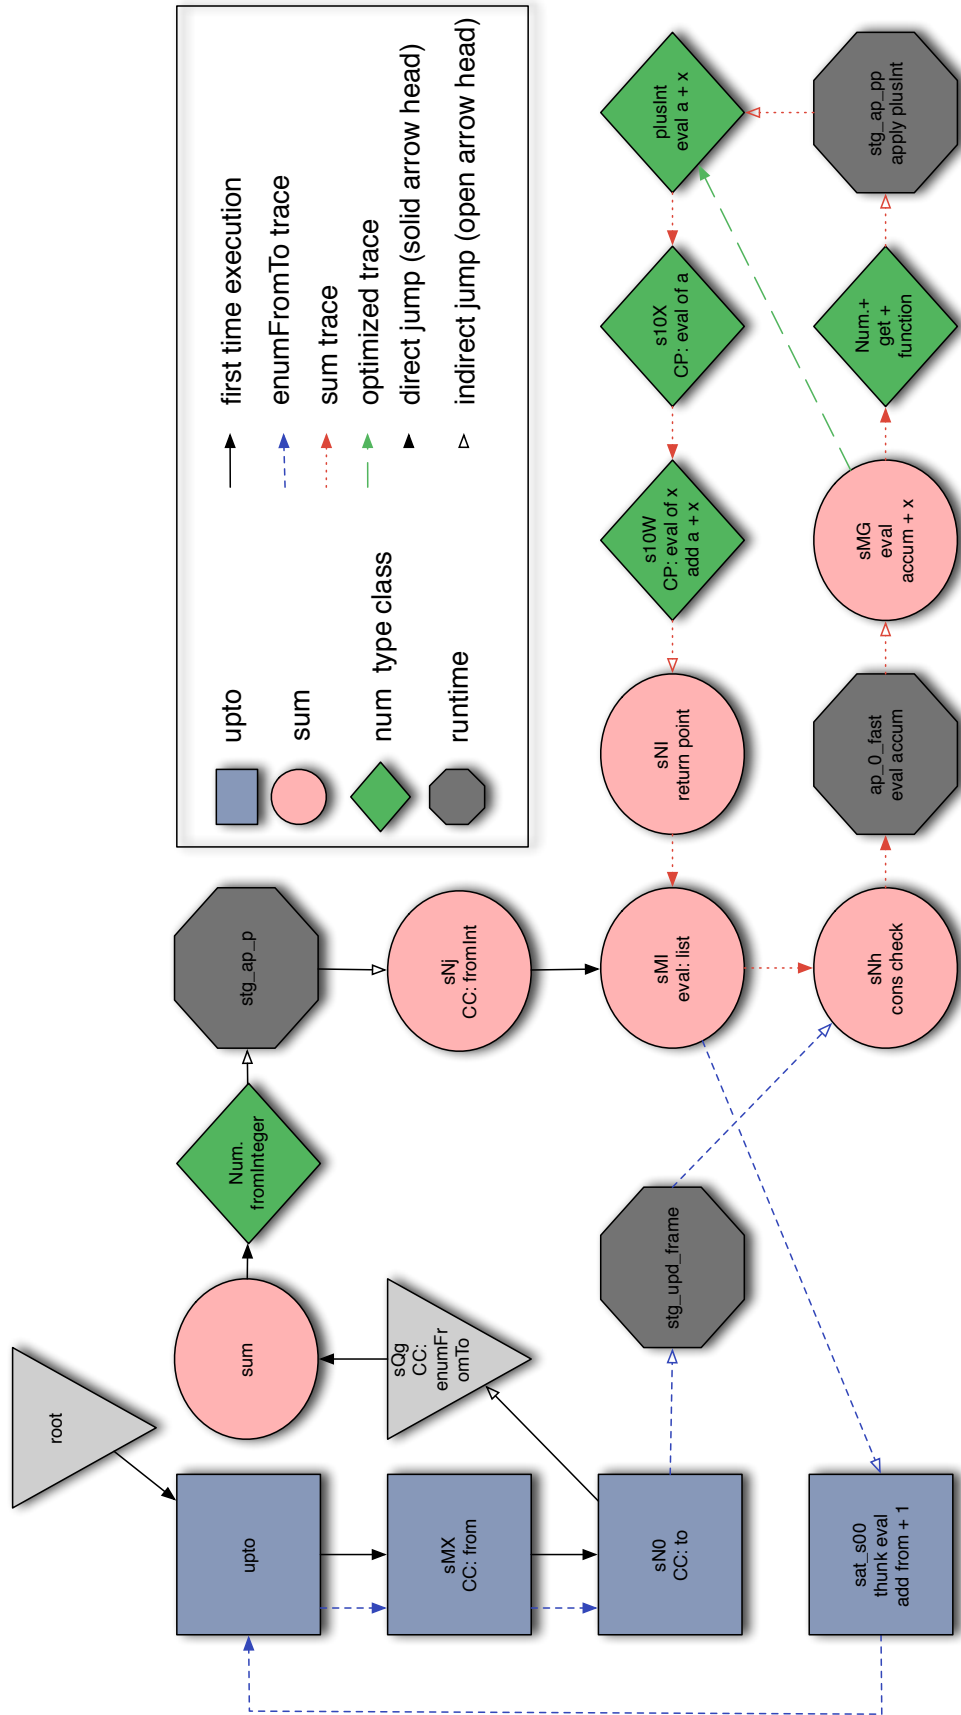 root
upto
sMX
CC: from
sN0
CC: to
sat_s00
thunk eval
add from + 1
sum
sQg
CC:
enumFr
omTo
stg_upd_frame
Num.
fromInteger
stg_ap_p
sNj
CC: fromInt
sMI
eval: list
sNh
cons check
sNI
return point
ap_0_fast
eval accum
s10W
CP: eval of x
add a + x
sMG
eval
accum + x
s10X
CP: eval of a
Num.+
get +
function
plusInt
eval a + x
stg_ap_pp
apply plusInt
upto
sum
num type class
runtime
first time execution
enumFromTo trace
sum trace
optimized trace
direct jump (solid arrow head)
indirect jump (open arrow head)